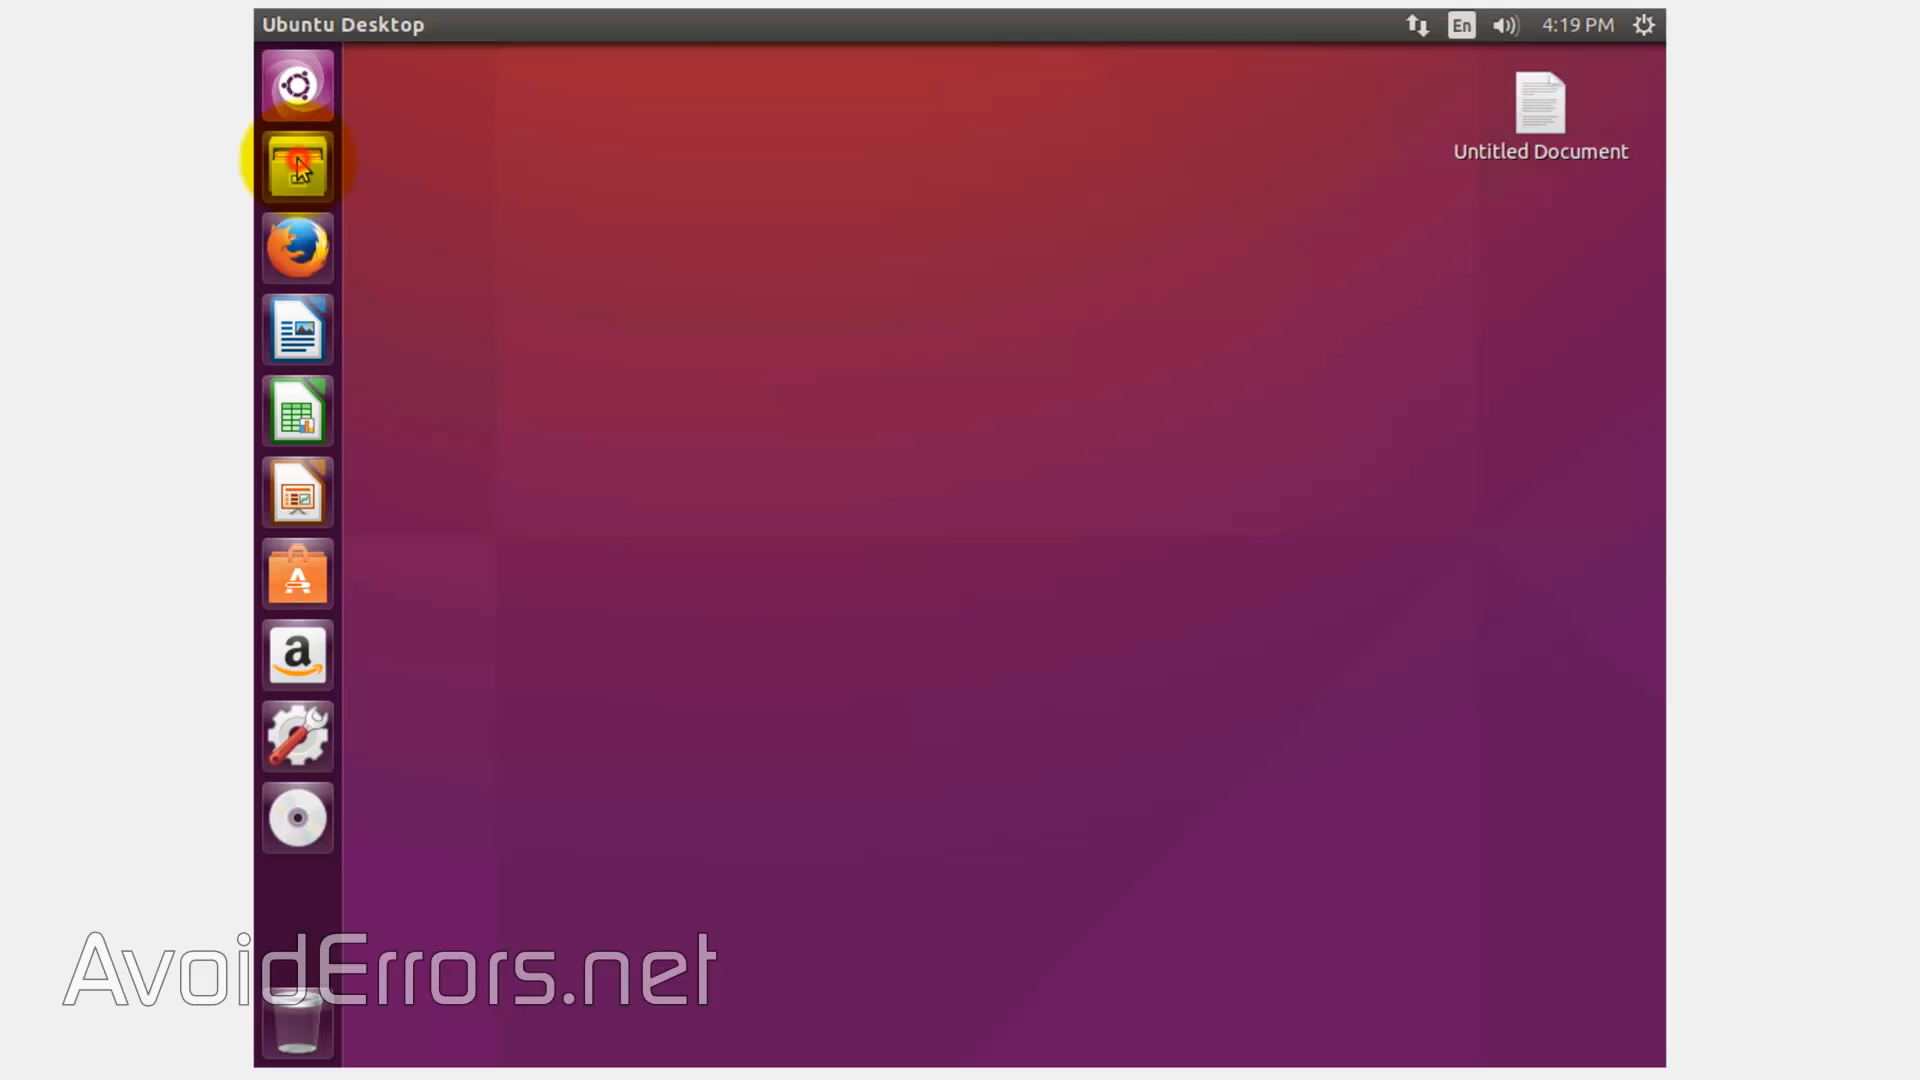 Ubuntu Desktop
En
4:19 PM
Untitled Document
AvoidErrors.net